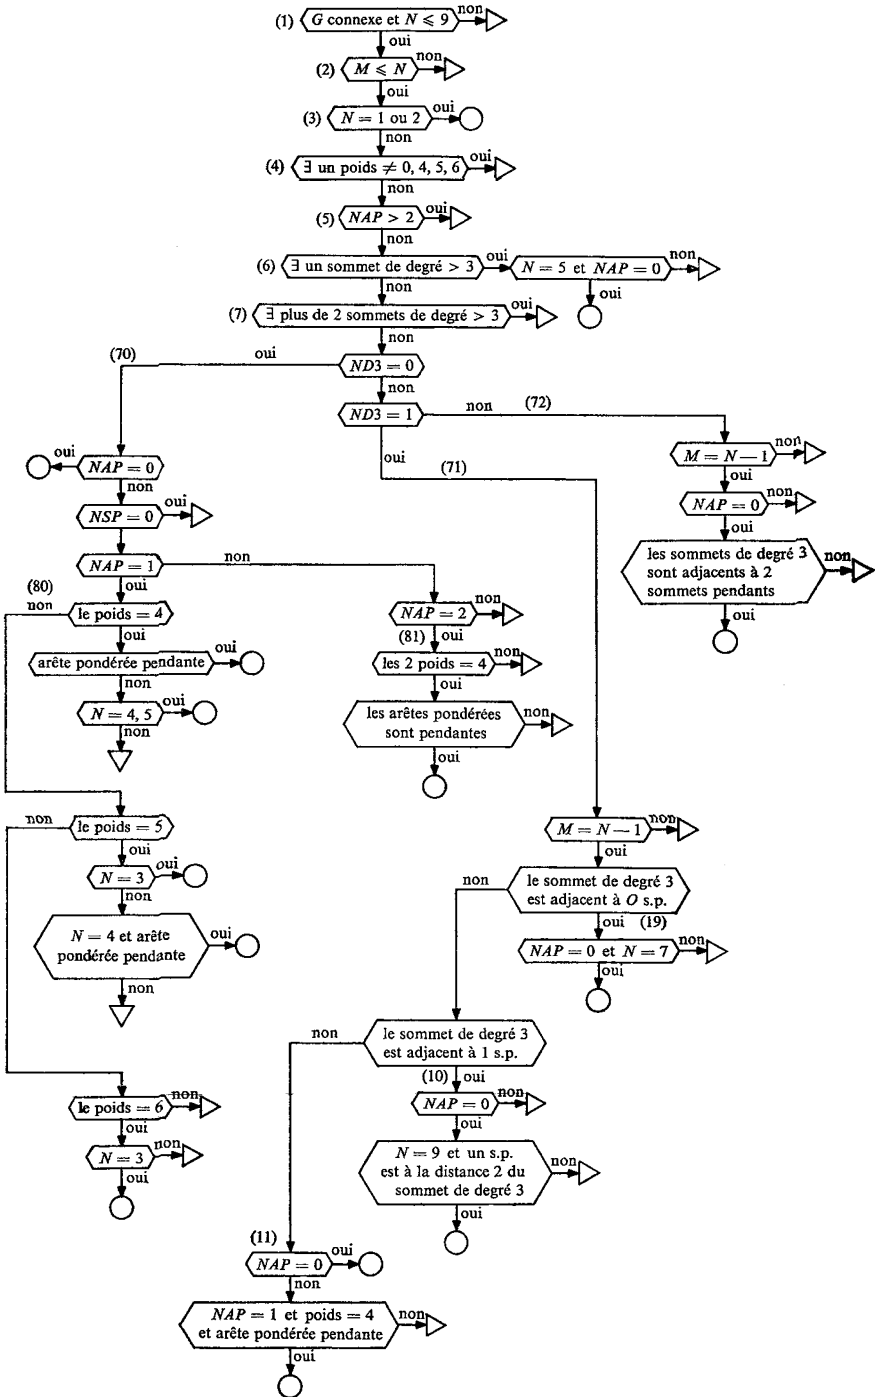 (1) G connexe et N ⩽ 9 non
oui
(2) M ⩽ N non
oui
(3) N = 1 ou 2 oui
non
(4) ∃ un poids ≠ 0, 4, 5, 6 oui
non
(5) NAP > 2 oui
non
(6) ∃ un sommet de degré > 3 oui N = 5 et NAP = 0 non
non oui
(7) ∃ plus de 2 sommets de degré > 3 oui
non
(70) oui ND3 = 0
non
ND3 = 1 non (72)
oui (71)
M = N — 1 non
oui
NAP = 0 non
oui
les sommets de degré 3
sont adjacents à 2
sommets pendants
non
oui
oui NAP = 0
non
NSP = 0 oui
NAP = 1 non
oui
(80)
non le poids = 4
oui
arête pondérée pendante oui
non
N = 4, 5 oui
non
NAP = 2 non
(81) oui
les 2 poids = 4 non
oui
les arêtes pondérées
sont pendantes
non
oui
non le poids = 5
oui
N = 3 oui
non
N = 4 et arête
pondérée pendante
oui
non
le poids = 6 non
oui
N = 3 non
oui
M = N — 1 non
oui
non le sommet de degré 3
est adjacent à O s.p.
oui (19)
NAP = 0 et N = 7 non
oui
non le sommet de degré 3
est adjacent à 1 s.p.
(10) oui
NAP = 0 non
oui
N = 9 et un s.p.
est à la distance 2 du
sommet de degré 3
non
oui
(11)
NAP = 0 oui
non
NAP = 1 et poids = 4
et arête pondérée pendante
non
oui